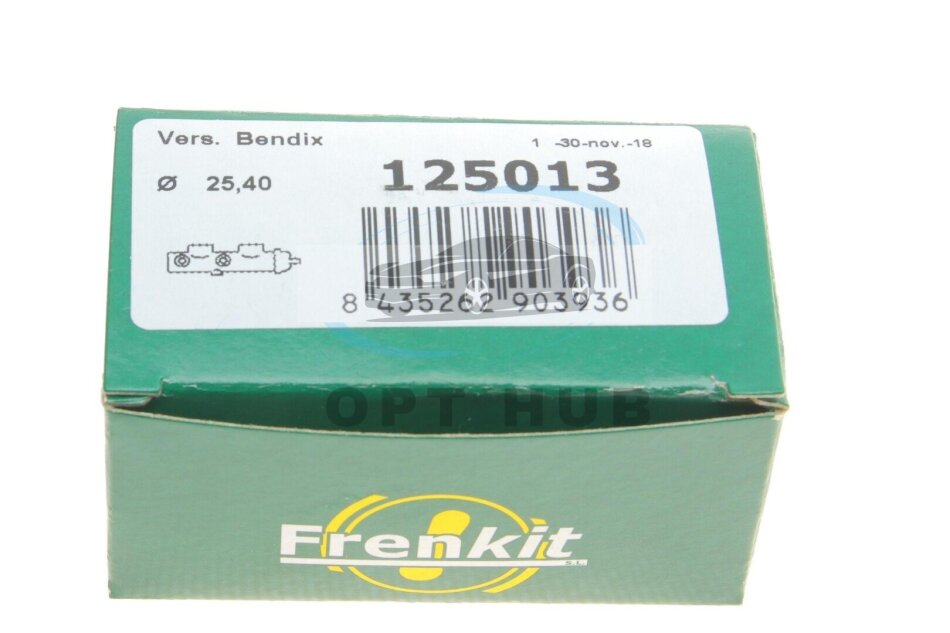 Vers. Bendix 1 -30-nov.-18
Ø 25,40 125013
8 435262 903936
OPT HUB
Frenkit
S.L.